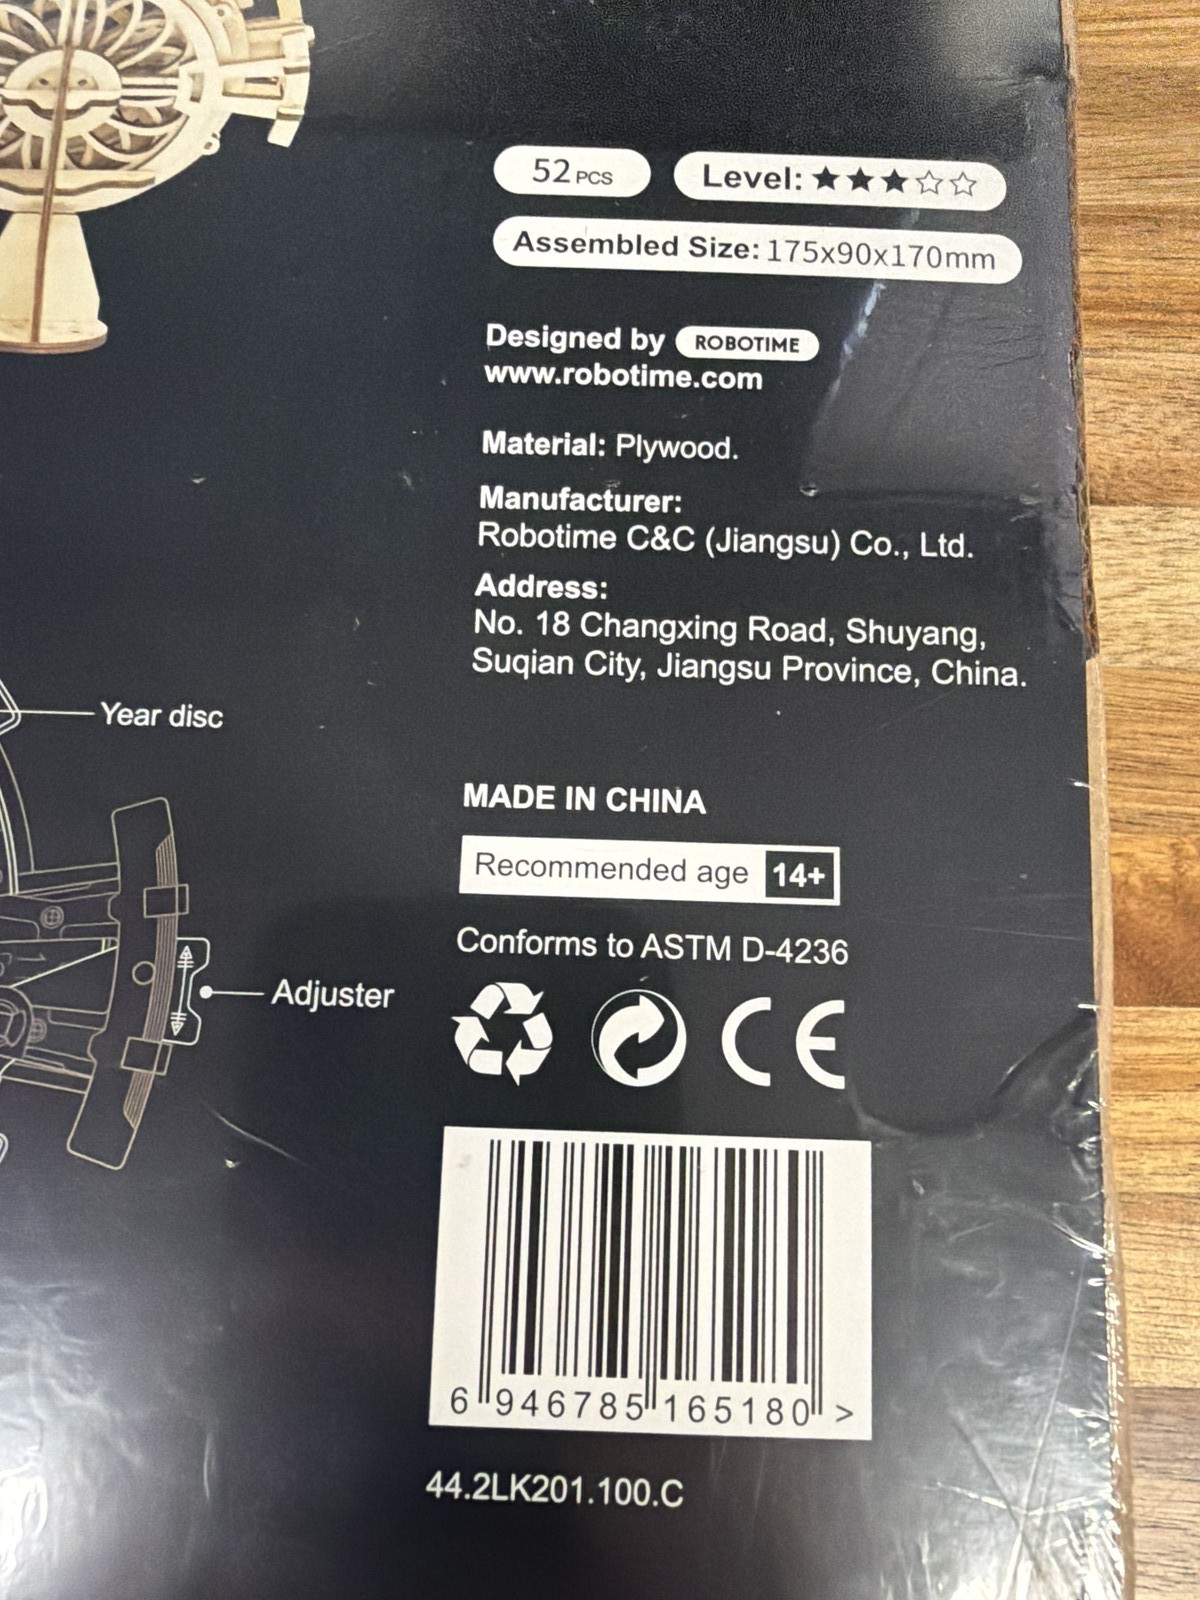 52 PCS
Level: ★★★☆☆
Assembled Size: 175x90x170mm
Designed by ROBOTIME
www.robotime.com
Material: Plywood.
Manufacturer:
Robotime C&C (Jiangsu) Co., Ltd.
Address:
No. 18 Changxing Road, Shuyang,
Suqian City, Jiangsu Province, China.
Year disc
MADE IN CHINA
Recommended age 14+
Conforms to ASTM D-4236
Adjuster
CE
6 946785 165180 >
44.2LK201.100.C